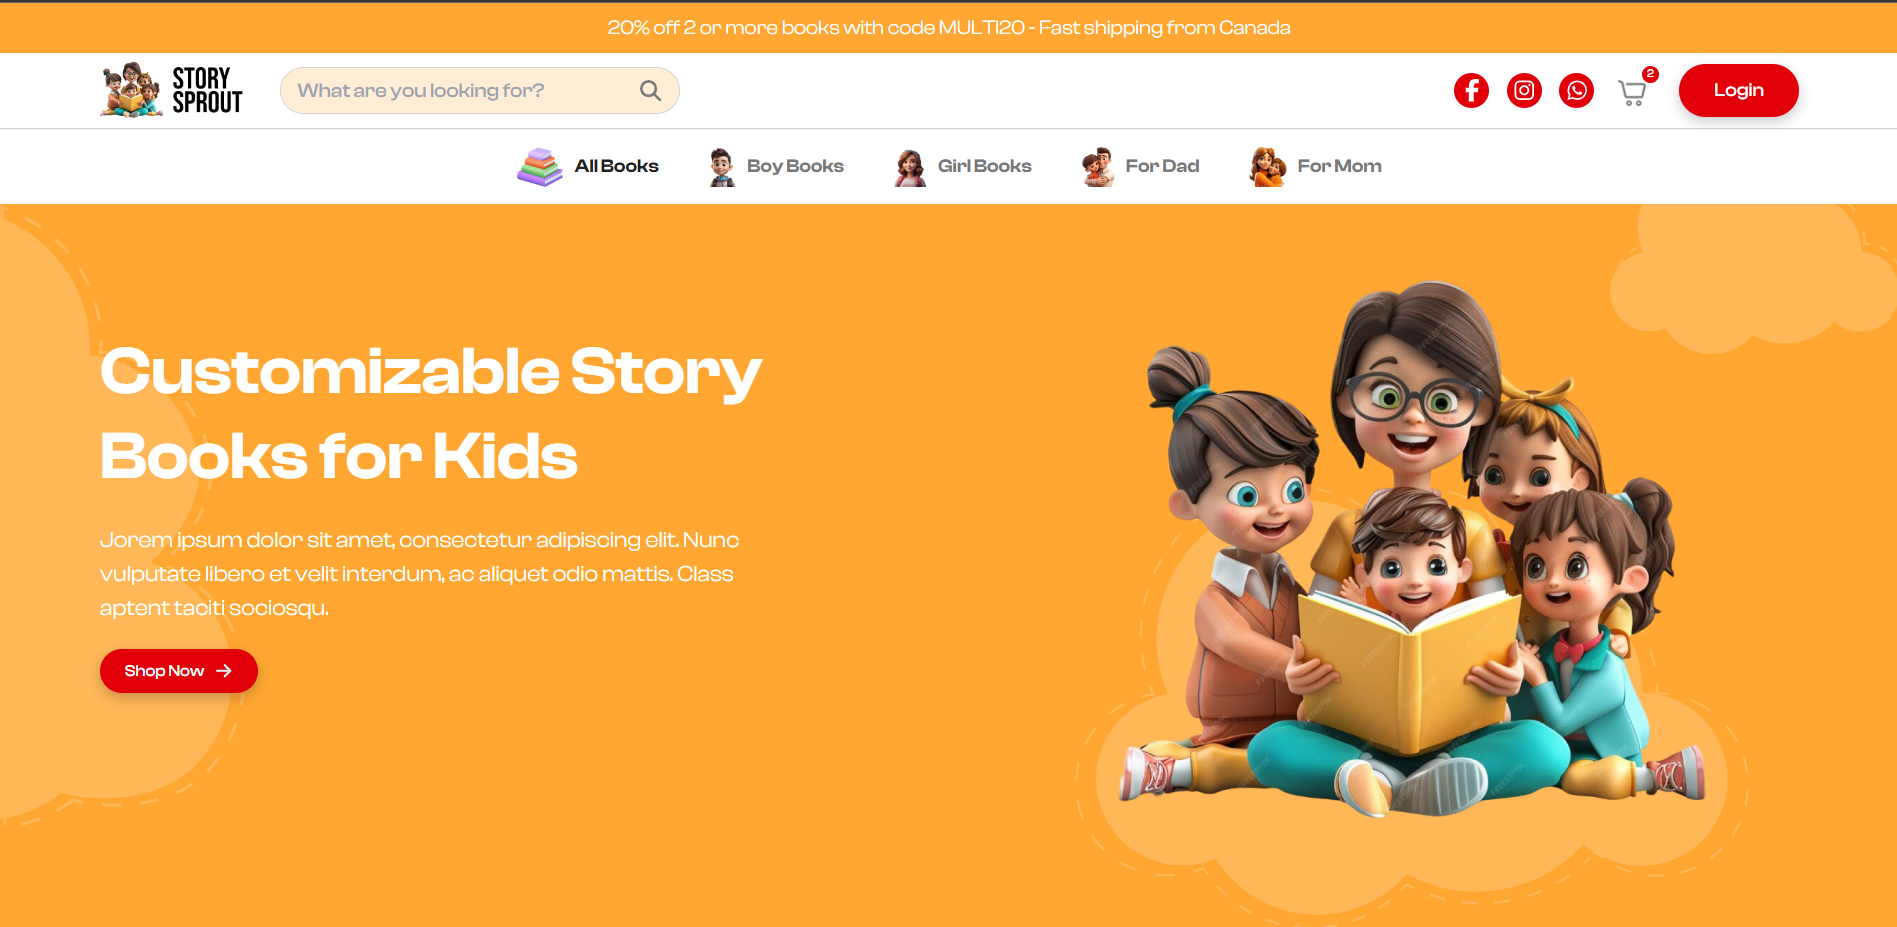 20% off 2 or more books with code MULTI20 - Fast shipping from Canada
STORY
SPROUT
What are you looking for?
2
Login
All Books
Boy Books
Girl Books
For Dad
For Mom
Customizable Story
Books for Kids
Jorem ipsum dolor sit amet, consectetur adipiscing elit. Nunc
vulputate libero et velit interdum, ac aliquet odio mattis. Class
aptent taciti sociosqu.
Shop Now